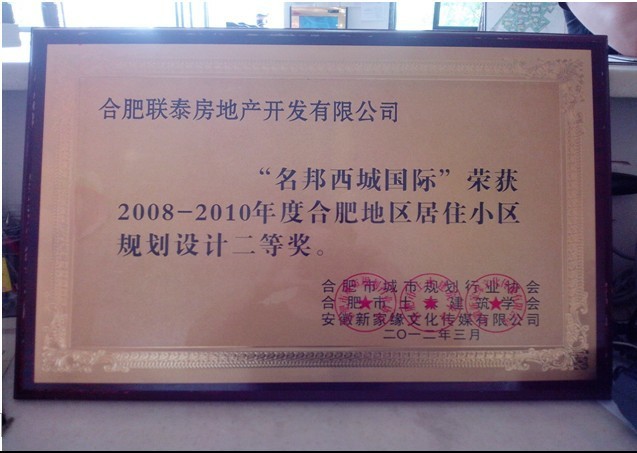 合肥联泰房地产开发有限公司
“名邦西城国际”荣获
2008-2010年度合肥地区居住小区
规划设计二等奖。
合肥市城市规划行业协会
合肥市土木建筑学会
安徽新家缘文化传媒有限公司
二〇一二年三月